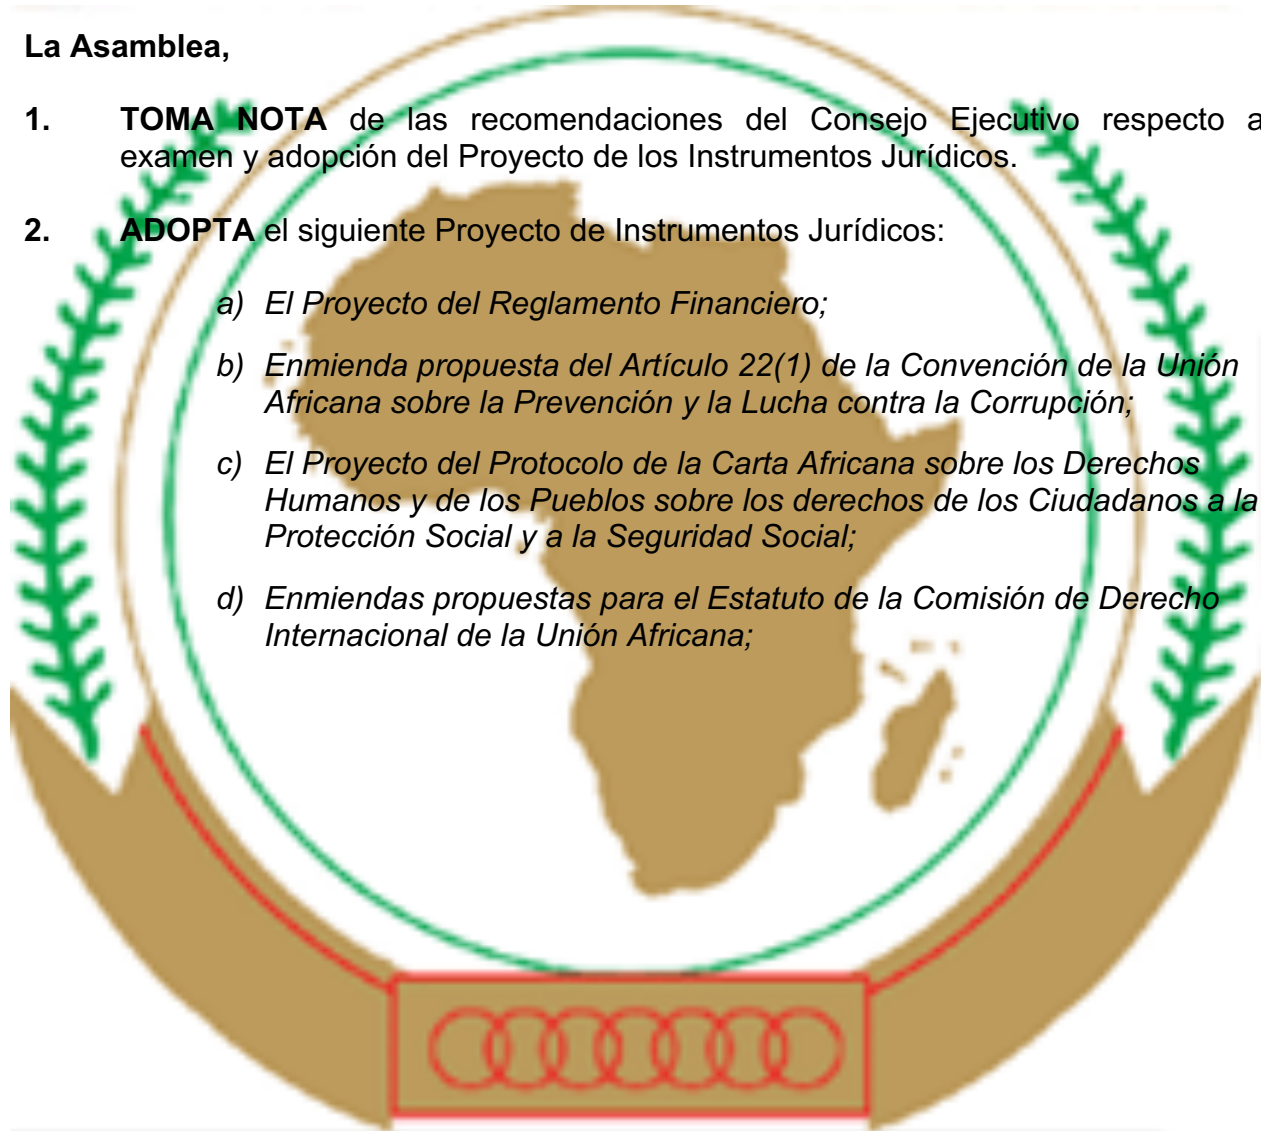 La Asamblea,
1. TOMA NOTA de las recomendaciones del Consejo Ejecutivo respecto a
examen y adopción del Proyecto de los Instrumentos Jurídicos.
2. ADOPTA el siguiente Proyecto de Instrumentos Jurídicos:
a) El Proyecto del Reglamento Financiero;
b) Enmienda propuesta del Artículo 22(1) de la Convención de la Unión
Africana sobre la Prevención y la Lucha contra la Corrupción;
c) El Proyecto del Protocolo de la Carta Africana sobre los Derechos
Humanos y de los Pueblos sobre los derechos de los Ciudadanos a la
Protección Social y a la Seguridad Social;
d) Enmiendas propuestas para el Estatuto de la Comisión de Derecho
Internacional de la Unión Africana;